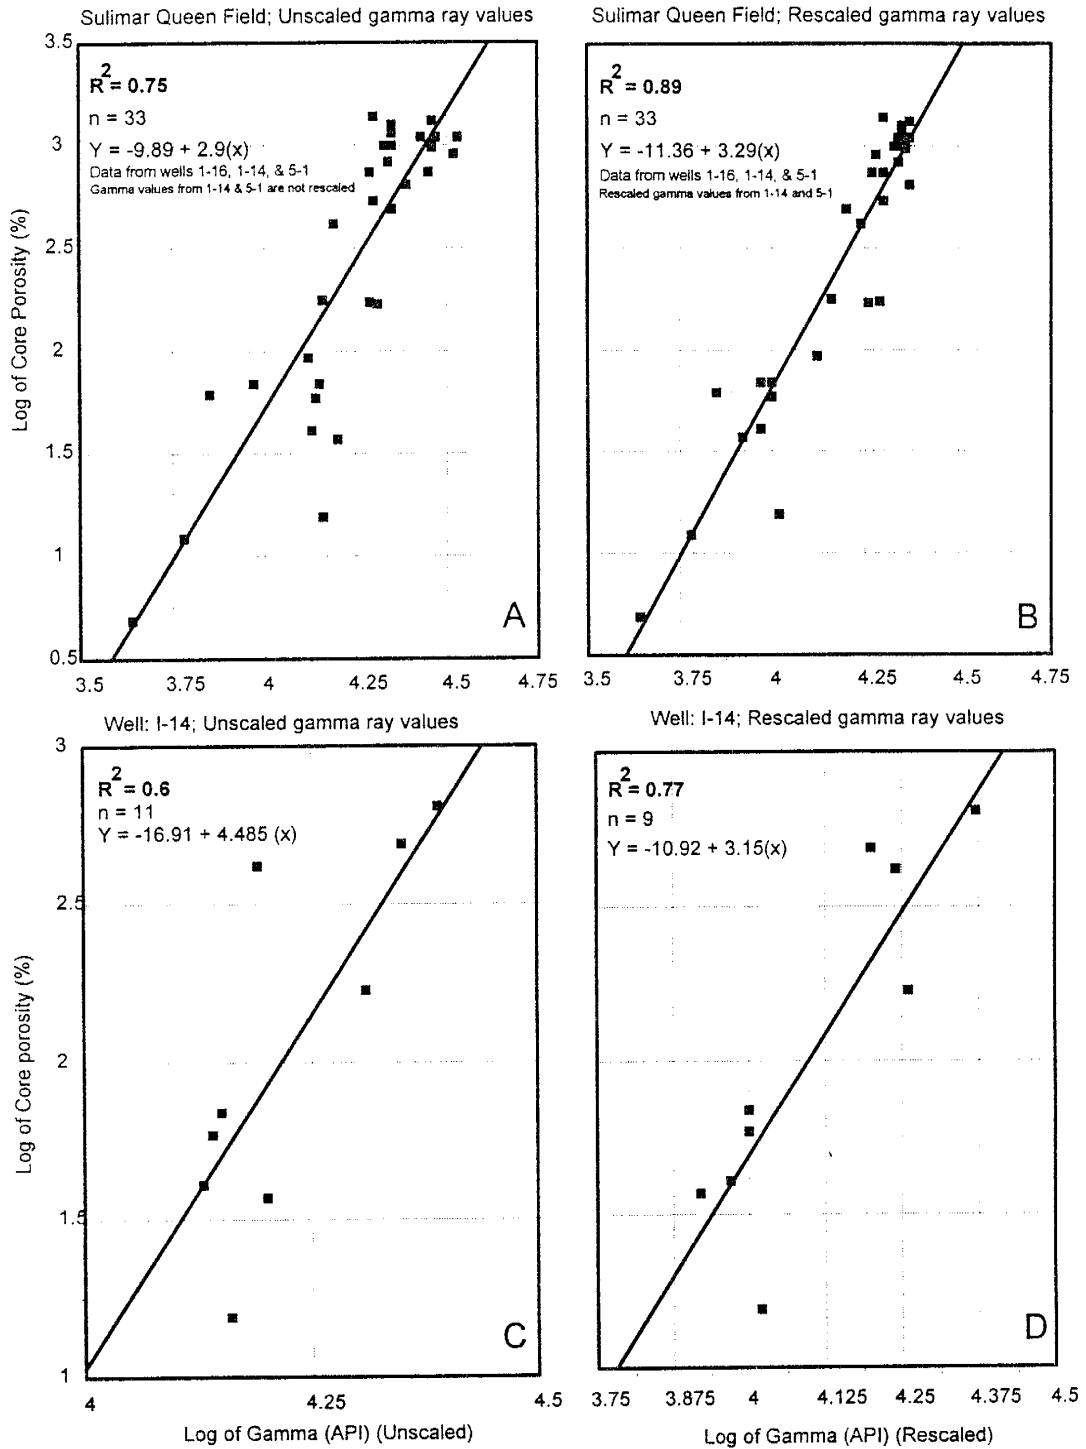 Sulimar Queen Field; Unscaled gamma ray values
3.5
3
2.5
2
1.5
1
0.5
Log of Core Porosity (%)
R2 = 0.75
n = 33
Y = -9.89 + 2.9(x)
Data from wells 1-16, 1-14, & 5-1
Gamma values from 1-14 & 5-1 are not rescaled
A
3.5 3.75 4 4.25 4.5 4.75
Sulimar Queen Field; Rescaled gamma ray values
R2 = 0.89
n = 33
Y = -11.36 + 3.29(x)
Data from wells 1-16, 1-14, & 5-1
Rescaled gamma values from 1-14 and 5-1
B
3.5 3.75 4 4.25 4.5 4.75
Well: I-14; Unscaled gamma ray values
3
2.5
2
1.5
1
Log of Core porosity (%)
R2 = 0.6
n = 11
Y = -16.91 + 4.485 (x)
C
4 4.25 4.5
Log of Gamma (API) (Unscaled)
Well: I-14; Rescaled gamma ray values
R2 = 0.77
n = 9
Y = -10.92 + 3.15(x)
D
3.75 3.875 4 4.125 4.25 4.375 4.5
Log of Gamma (API) (Rescaled)